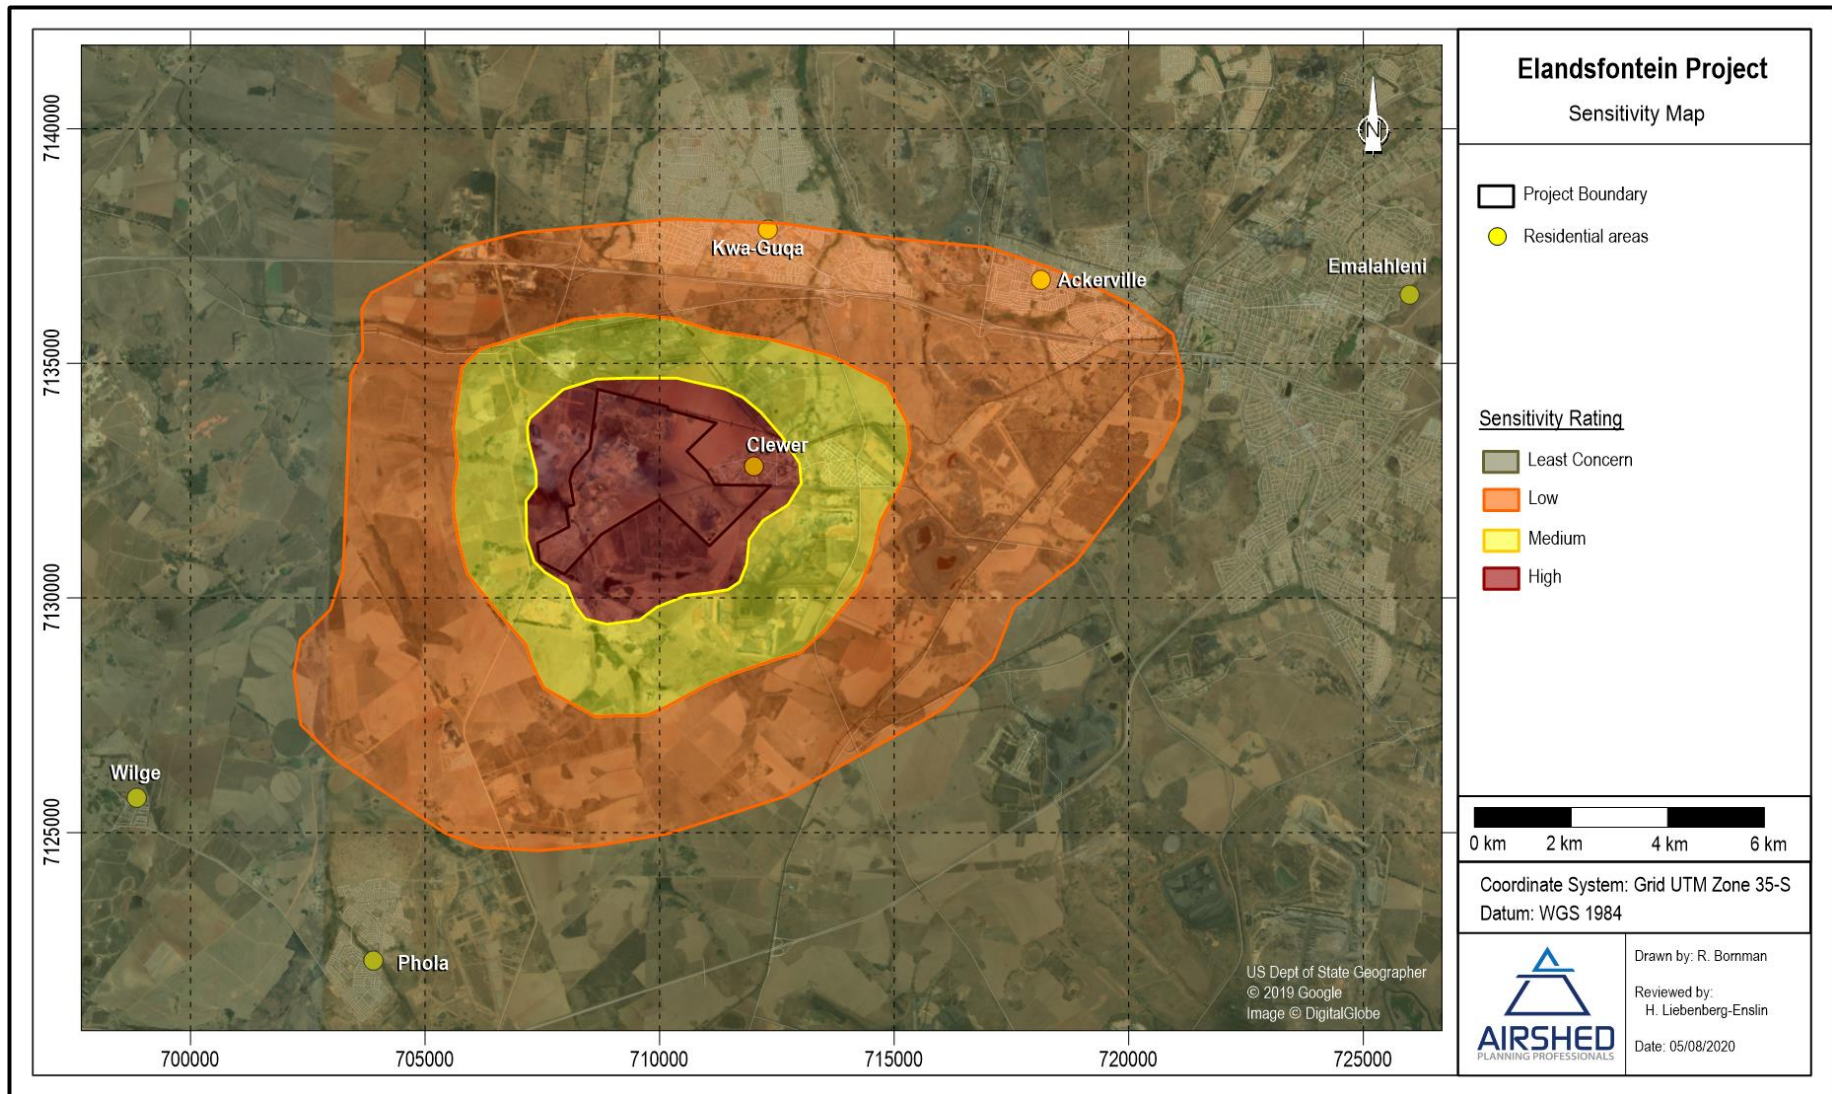 Elandsfontein Project
Sensitivity Map
Project Boundary
Residential areas
Sensitivity Rating
Least Concern
Low
Medium
High
0 km 2 km 4 km 6 km
Coordinate System: Grid UTM Zone 35-S
Datum: WGS 1984
AIRSHED
PLANNING PROFESSIONALS
Drawn by: R. Bornman
Reviewed by:
H. Liebenberg-Enslin
Date: 05/08/2020
N
Kwa-Guqa
Ackerville
Emalahleni
Clewer
Wilge
Phola
US Dept of State Geographer
© 2019 Google
Image © DigitalGlobe
7140000
7135000
7130000
7125000
700000 705000 710000 715000 720000 725000